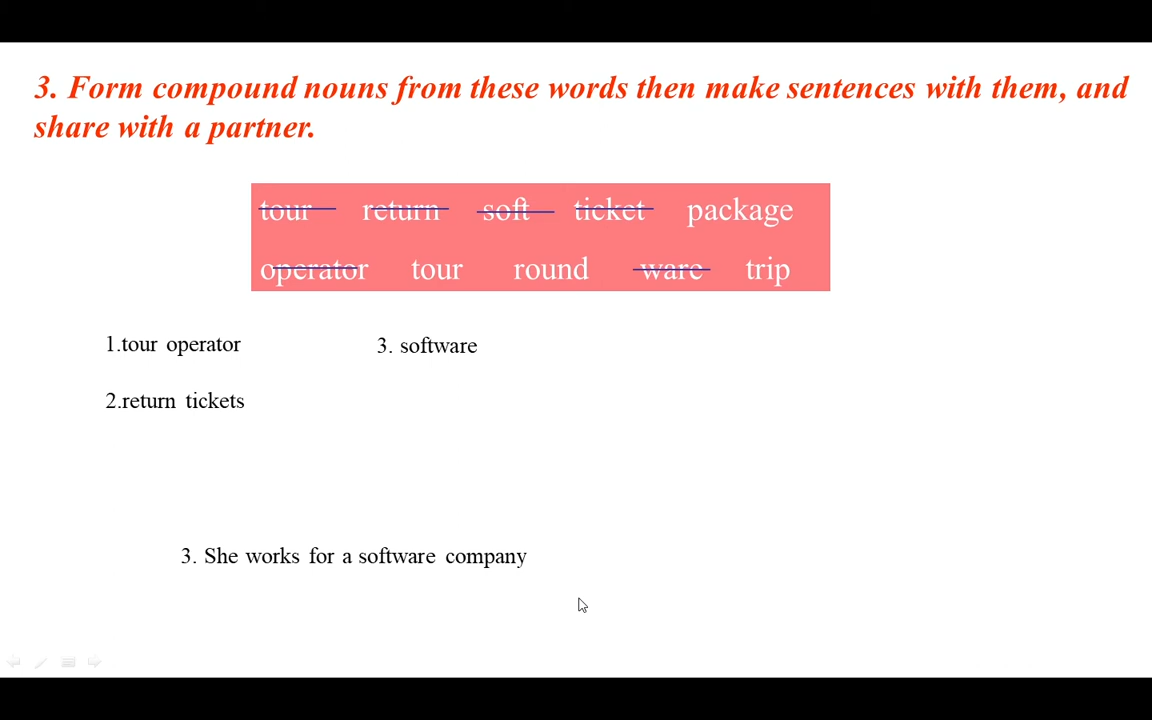 3. Form compound nouns from these words then make sentences with them, and
share with a partner.
tour return soft ticket package
operator tour round ware trip
1.tour operator
3. software
2.return tickets
3. She works for a software company